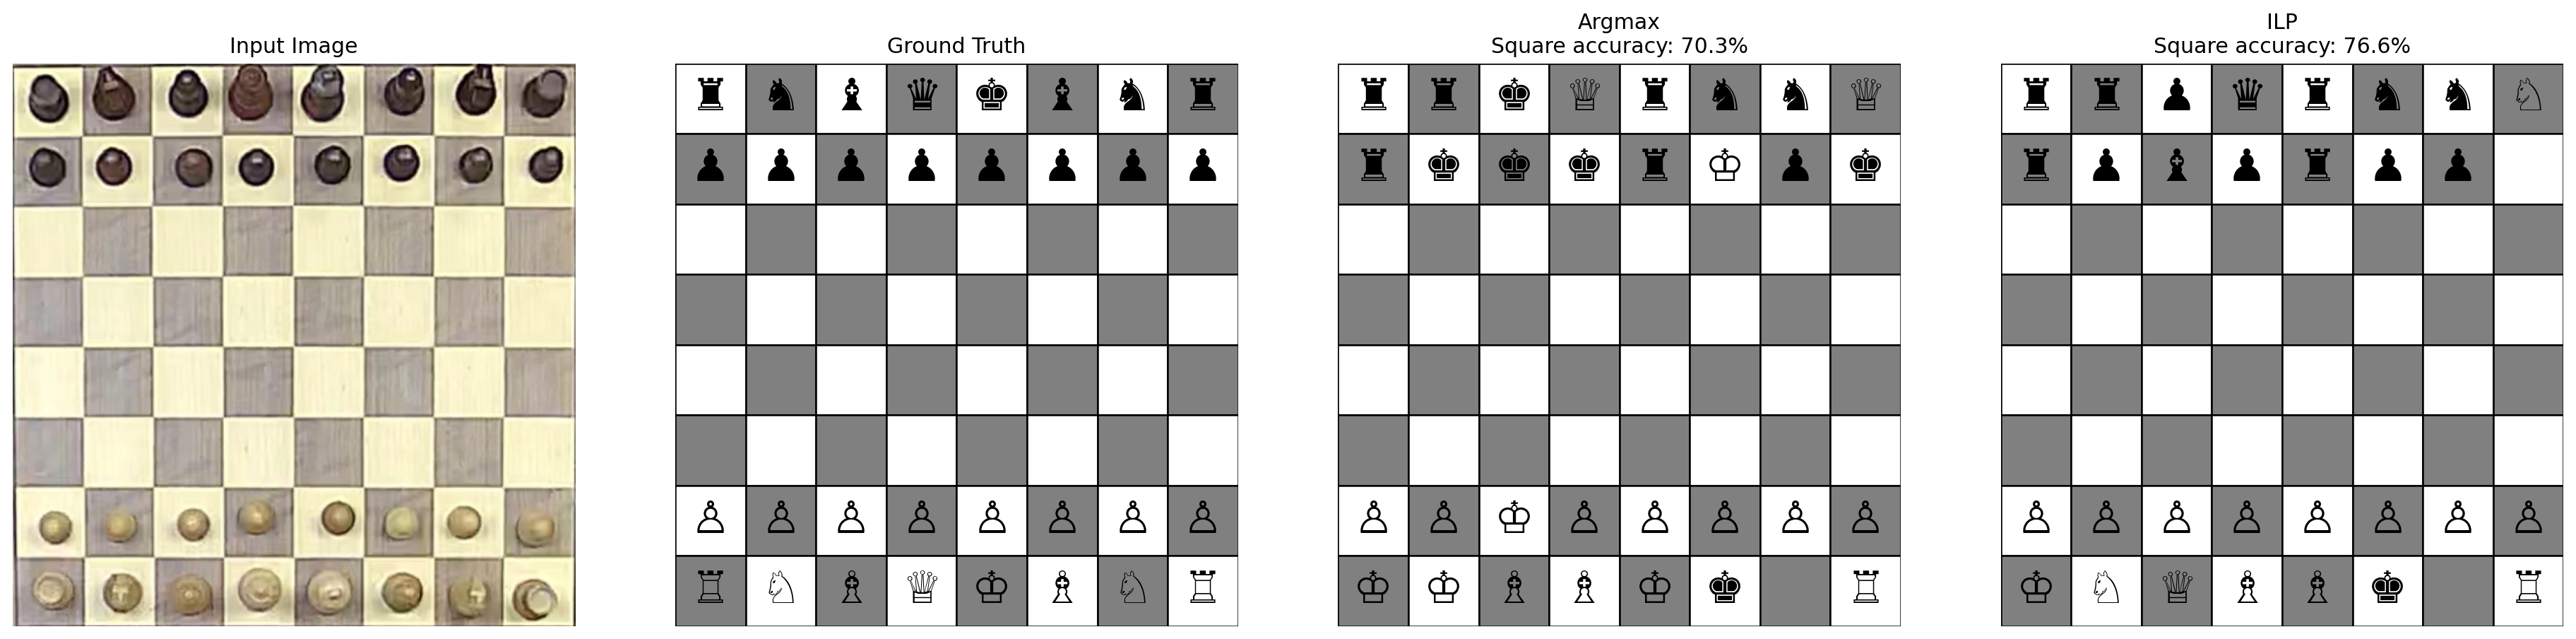 Input Image
Ground Truth
Argmax
Square accuracy: 70.3%
ILP
Square accuracy: 76.6%